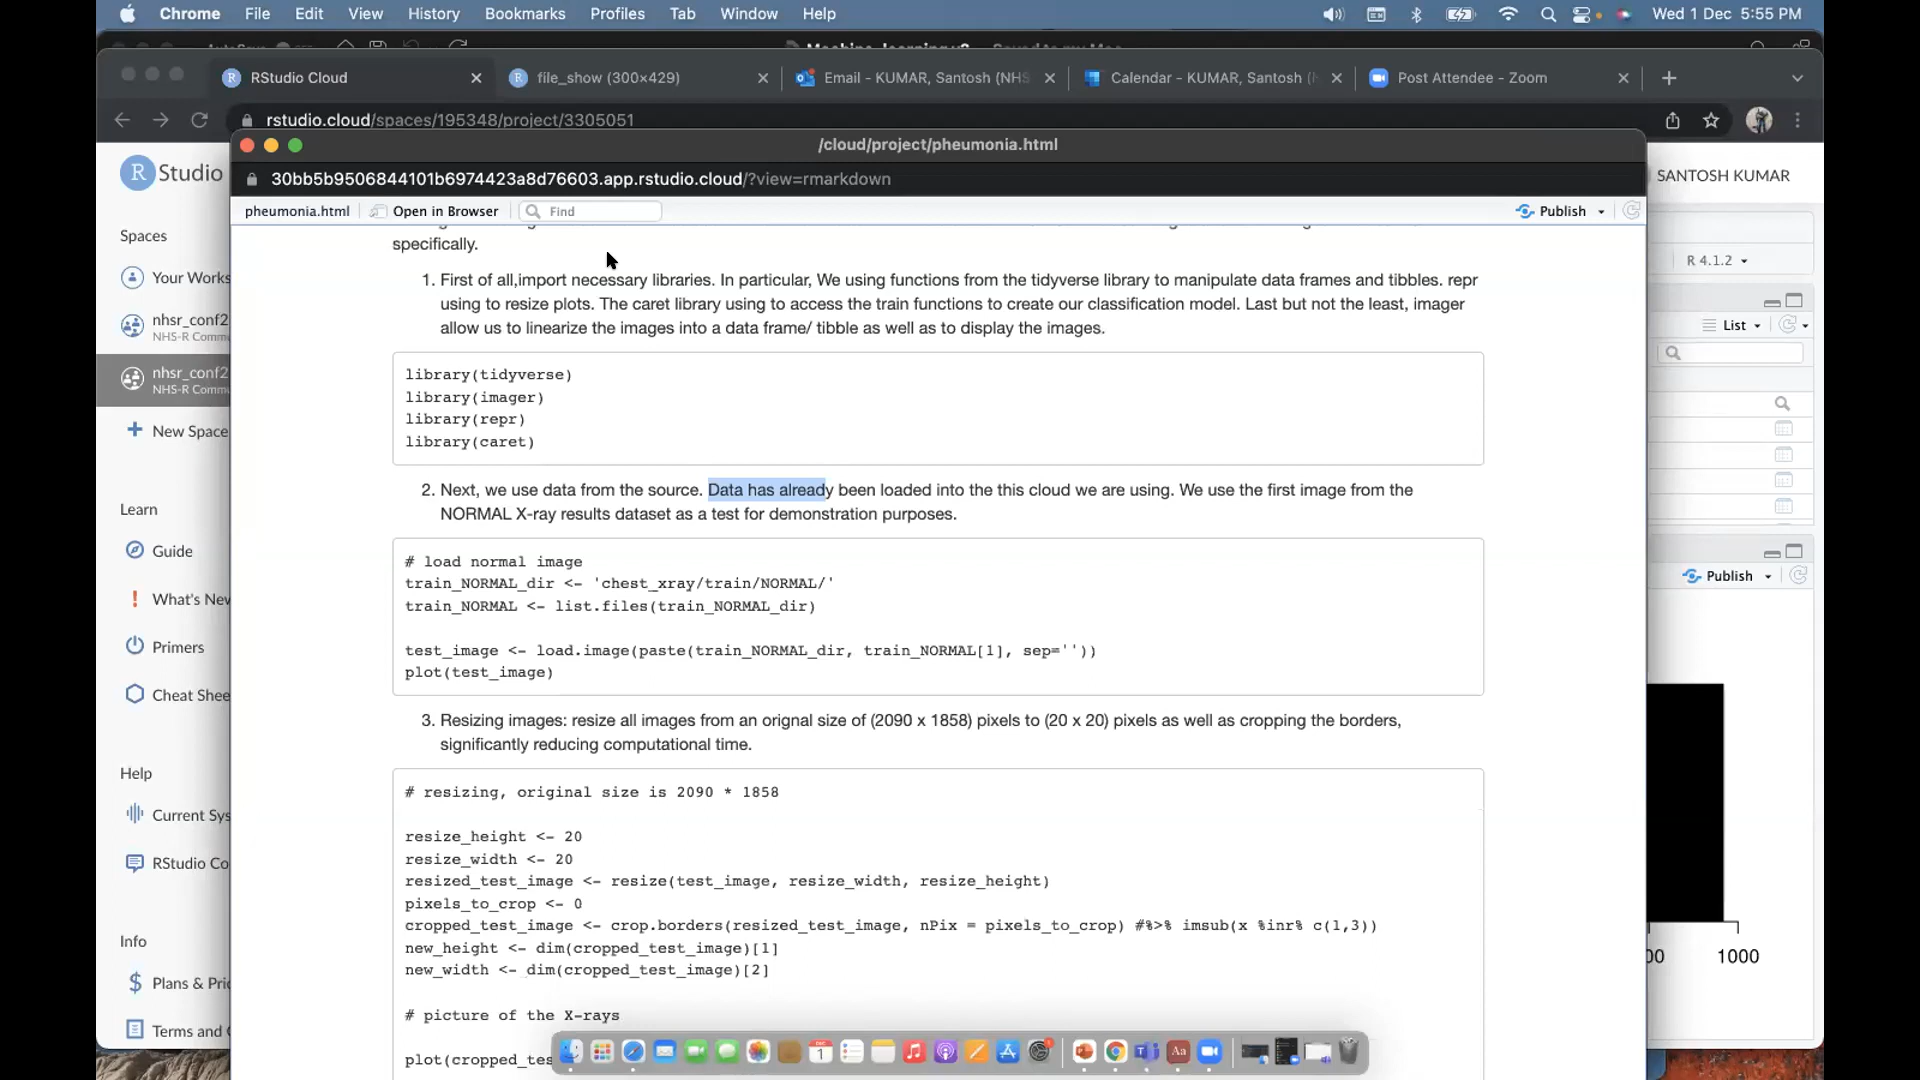 Chrome File Edit View History Bookmarks Profiles Tab Window Help Wed 1 Dec 5:55 PM
RStudio Cloud
file_show (300×429)
Email - KUMAR, Santosh (NHS
Calendar - KUMAR, Santosh (
Post Attendee - Zoom
rstudio.cloud/spaces/195348/project/3305051
/cloud/project/pheumonia.html
30bb5b9506844101b6974423a8d76603.app.rstudio.cloud/?view=rmarkdown
pheumonia.html Open in Browser Find Publish
R Studio
SANTOSH KUMAR
Spaces
Your Works
nhsr_conf2
NHS-R Commu
nhsr_conf2
NHS-R Commu
New Space
Learn
Guide
What's New
Primers
Cheat Shee
Help
Current Sys
RStudio Co
Info
Plans & Pric
Terms and
specifically.
1. First of all,import necessary libraries. In particular, We using functions from the tidyverse library to manipulate data frames and tibbles. repr
using to resize plots. The caret library using to access the train functions to create our classification model. Last but not the least, imager
allow us to linearize the images into a data frame/ tibble as well as to display the images.
library(tidyverse)
library(imager)
library(repr)
library(caret)
2. Next, we use data from the source. Data has already been loaded into the this cloud we are using. We use the first image from the
NORMAL X-ray results dataset as a test for demonstration purposes.
# load normal image
train_NORMAL_dir <- 'chest_xray/train/NORMAL/'
train_NORMAL <- list.files(train_NORMAL_dir)
test_image <- load.image(paste(train_NORMAL_dir, train_NORMAL[1], sep=''))
plot(test_image)
3. Resizing images: resize all images from an orignal size of (2090 x 1858) pixels to (20 x 20) pixels as well as cropping the borders,
significantly reducing computational time.
# resizing, original size is 2090 * 1858
resize_height <- 20
resize_width <- 20
resized_test_image <- resize(test_image, resize_width, resize_height)
pixels_to_crop <- 0
cropped_test_image <- crop.borders(resized_test_image, nPix = pixels_to_crop) #%>% imsub(x %inr% c(1,3))
new_height <- dim(cropped_test_image)[1]
new_width <- dim(cropped_test_image)[2]
# picture of the X-rays
plot(cropped_tes
R 4.1.2
List
Publish
00 1000